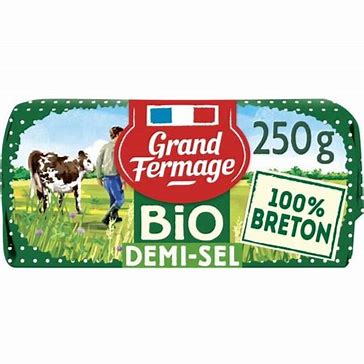 Grand
Fermage
250g
BiO
DEMI-SEL
100%
BRETON